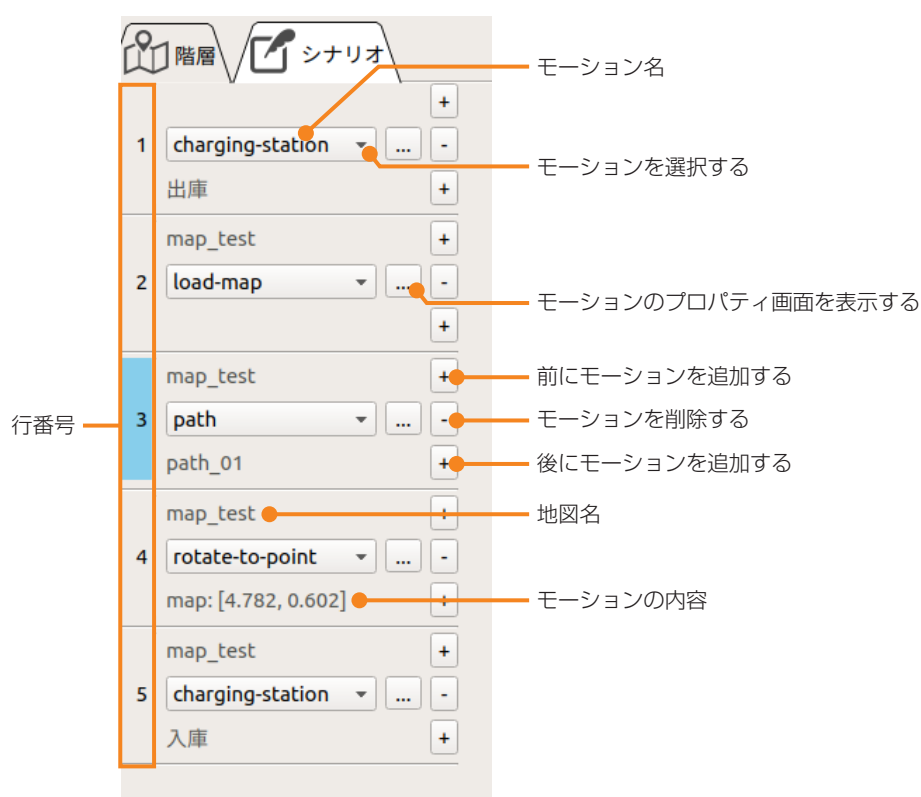 階層
シナリオ
モーション名
+
1
charging-station
...
-
モーションを選択する
出庫
+
map_test
+
2
load-map
...
-
モーションのプロパティ画面を表示する
+
map_test
+
前にモーションを追加する
行番号
3
path
...
-
モーションを削除する
path_01
+
後にモーションを追加する
map_test
+
地図名
4
rotate-to-point
...
-
map: [4.782, 0.602]
+
モーションの内容
map_test
+
5
charging-station
...
-
入庫
+